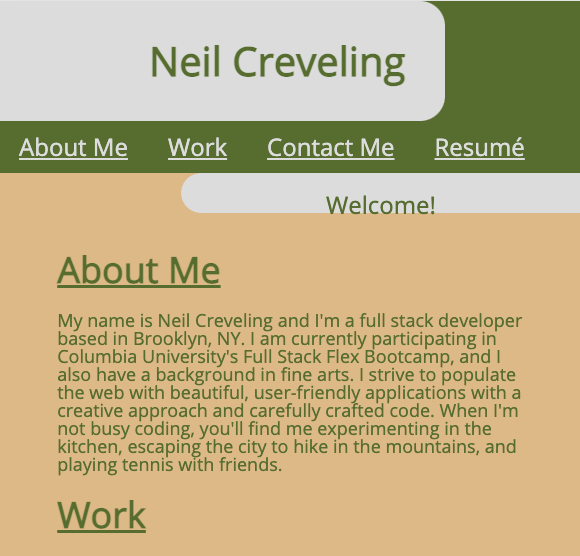 Neil Creveling
About Me Work Contact Me Resumé
Welcome!
About Me
My name is Neil Creveling and I'm a full stack developer
based in Brooklyn, NY. I am currently participating in
Columbia University's Full Stack Flex Bootcamp, and I
also have a background in fine arts. I strive to populate
the web with beautiful, user-friendly applications with a
creative approach and carefully crafted code. When I'm
not busy coding, you'll find me experimenting in the
kitchen, escaping the city to hike in the mountains, and
playing tennis with friends.
Work